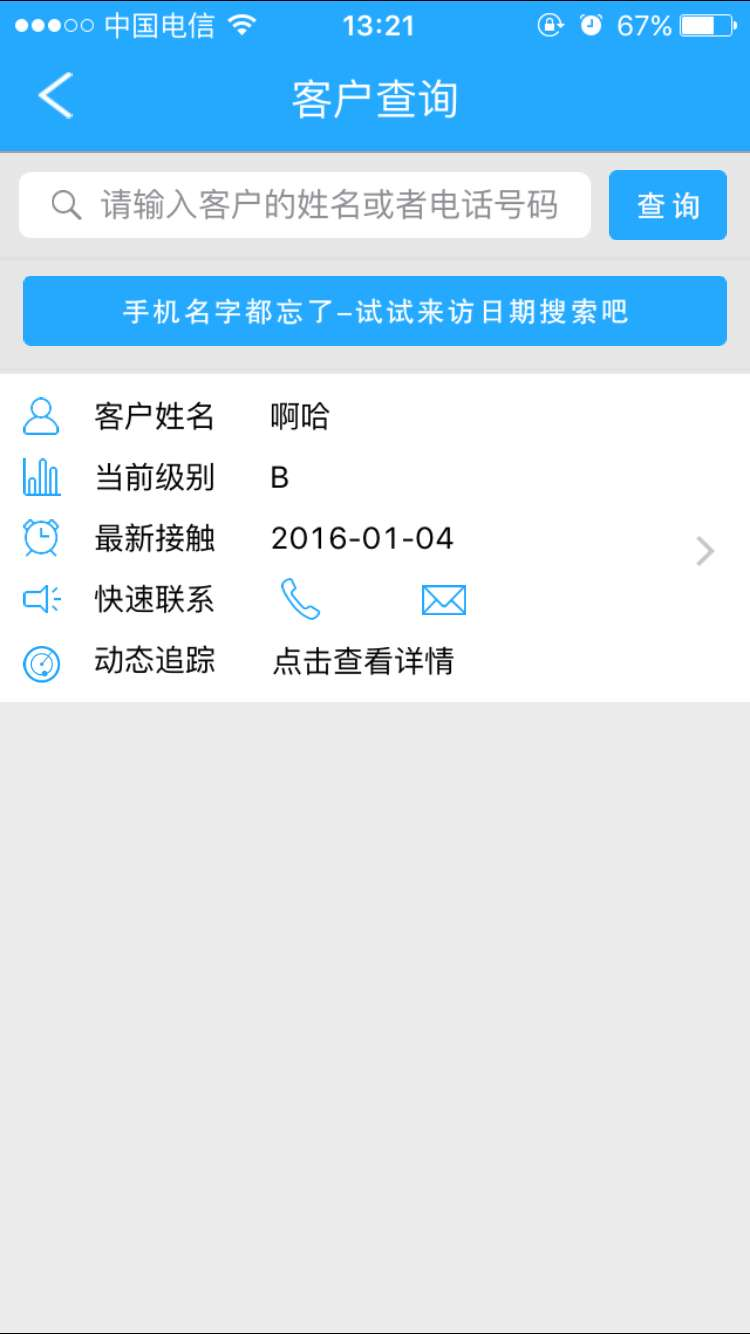 中国电信 13:21 67%
客户查询
请输入客户的姓名或者电话号码 查询
手机名字都忘了-试试来访日期搜索吧
客户姓名 啊哈
当前级别 B
最新接触 2016-01-04
快速联系
动态追踪 点击查看详情